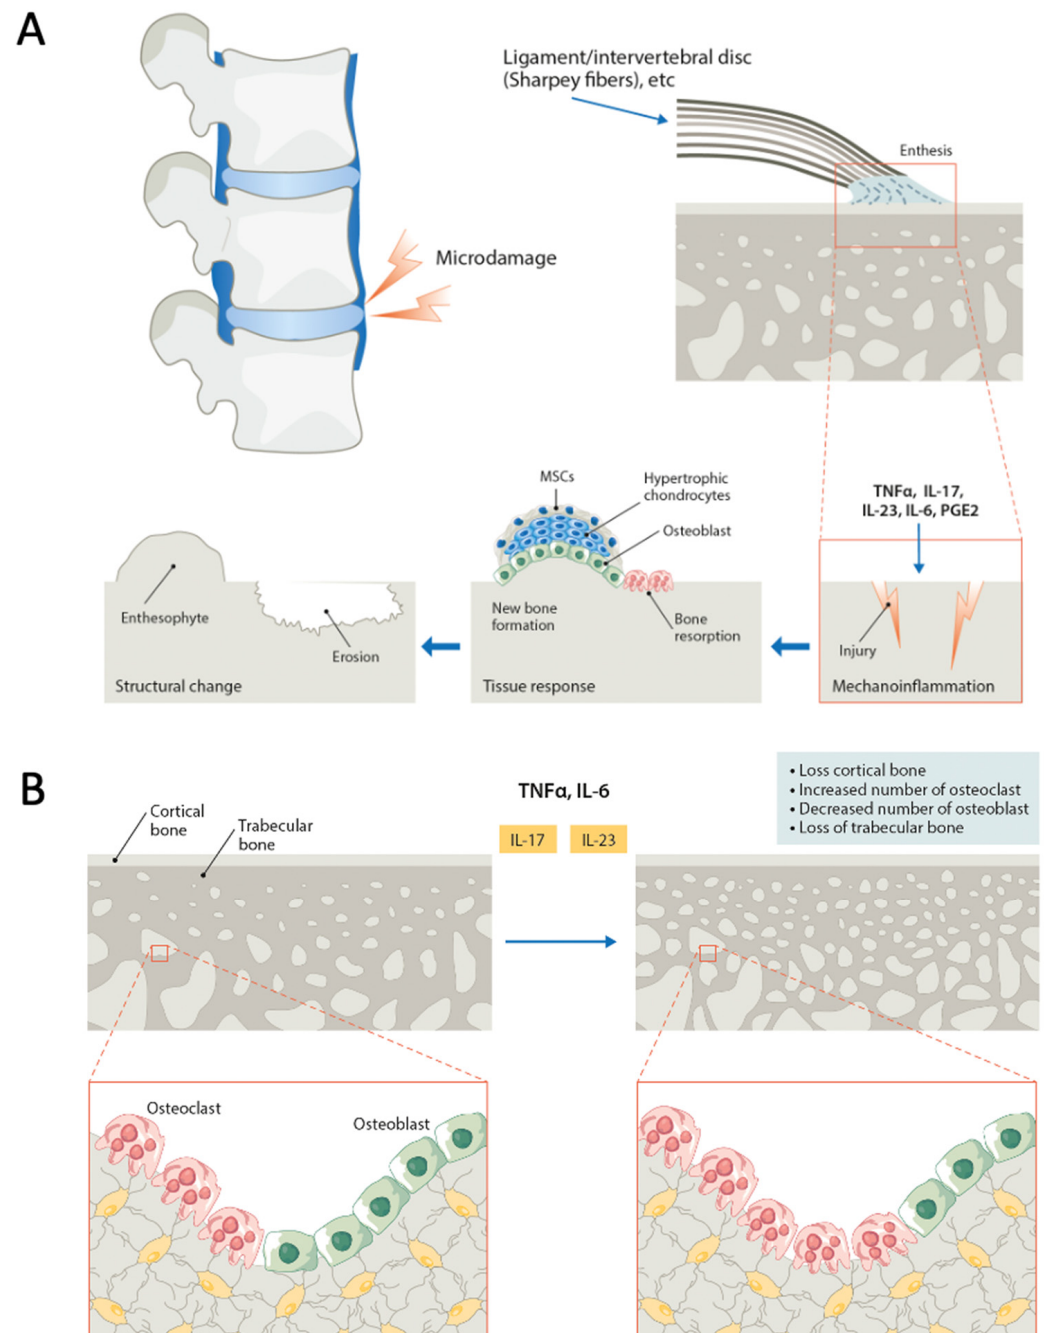 A
Ligament/intervertebral disc
(Sharpey fibers), etc
Enthesis
Microdamage
MSCs
Hypertrophic
chondrocytes
Osteoblast
TNFα, IL-17,
IL-23, IL-6, PGE2
Enthesophyte
Erosion
Structural change
New bone
formation
Bone
resorption
Tissue response
Injury
Mechanoinflammation
B
Cortical
bone
Trabecular
bone
TNFα, IL-6
IL-17
IL-23
• Loss cortical bone
• Increased number of osteoclast
• Decreased number of osteoblast
• Loss of trabecular bone
Osteoclast
Osteoblast